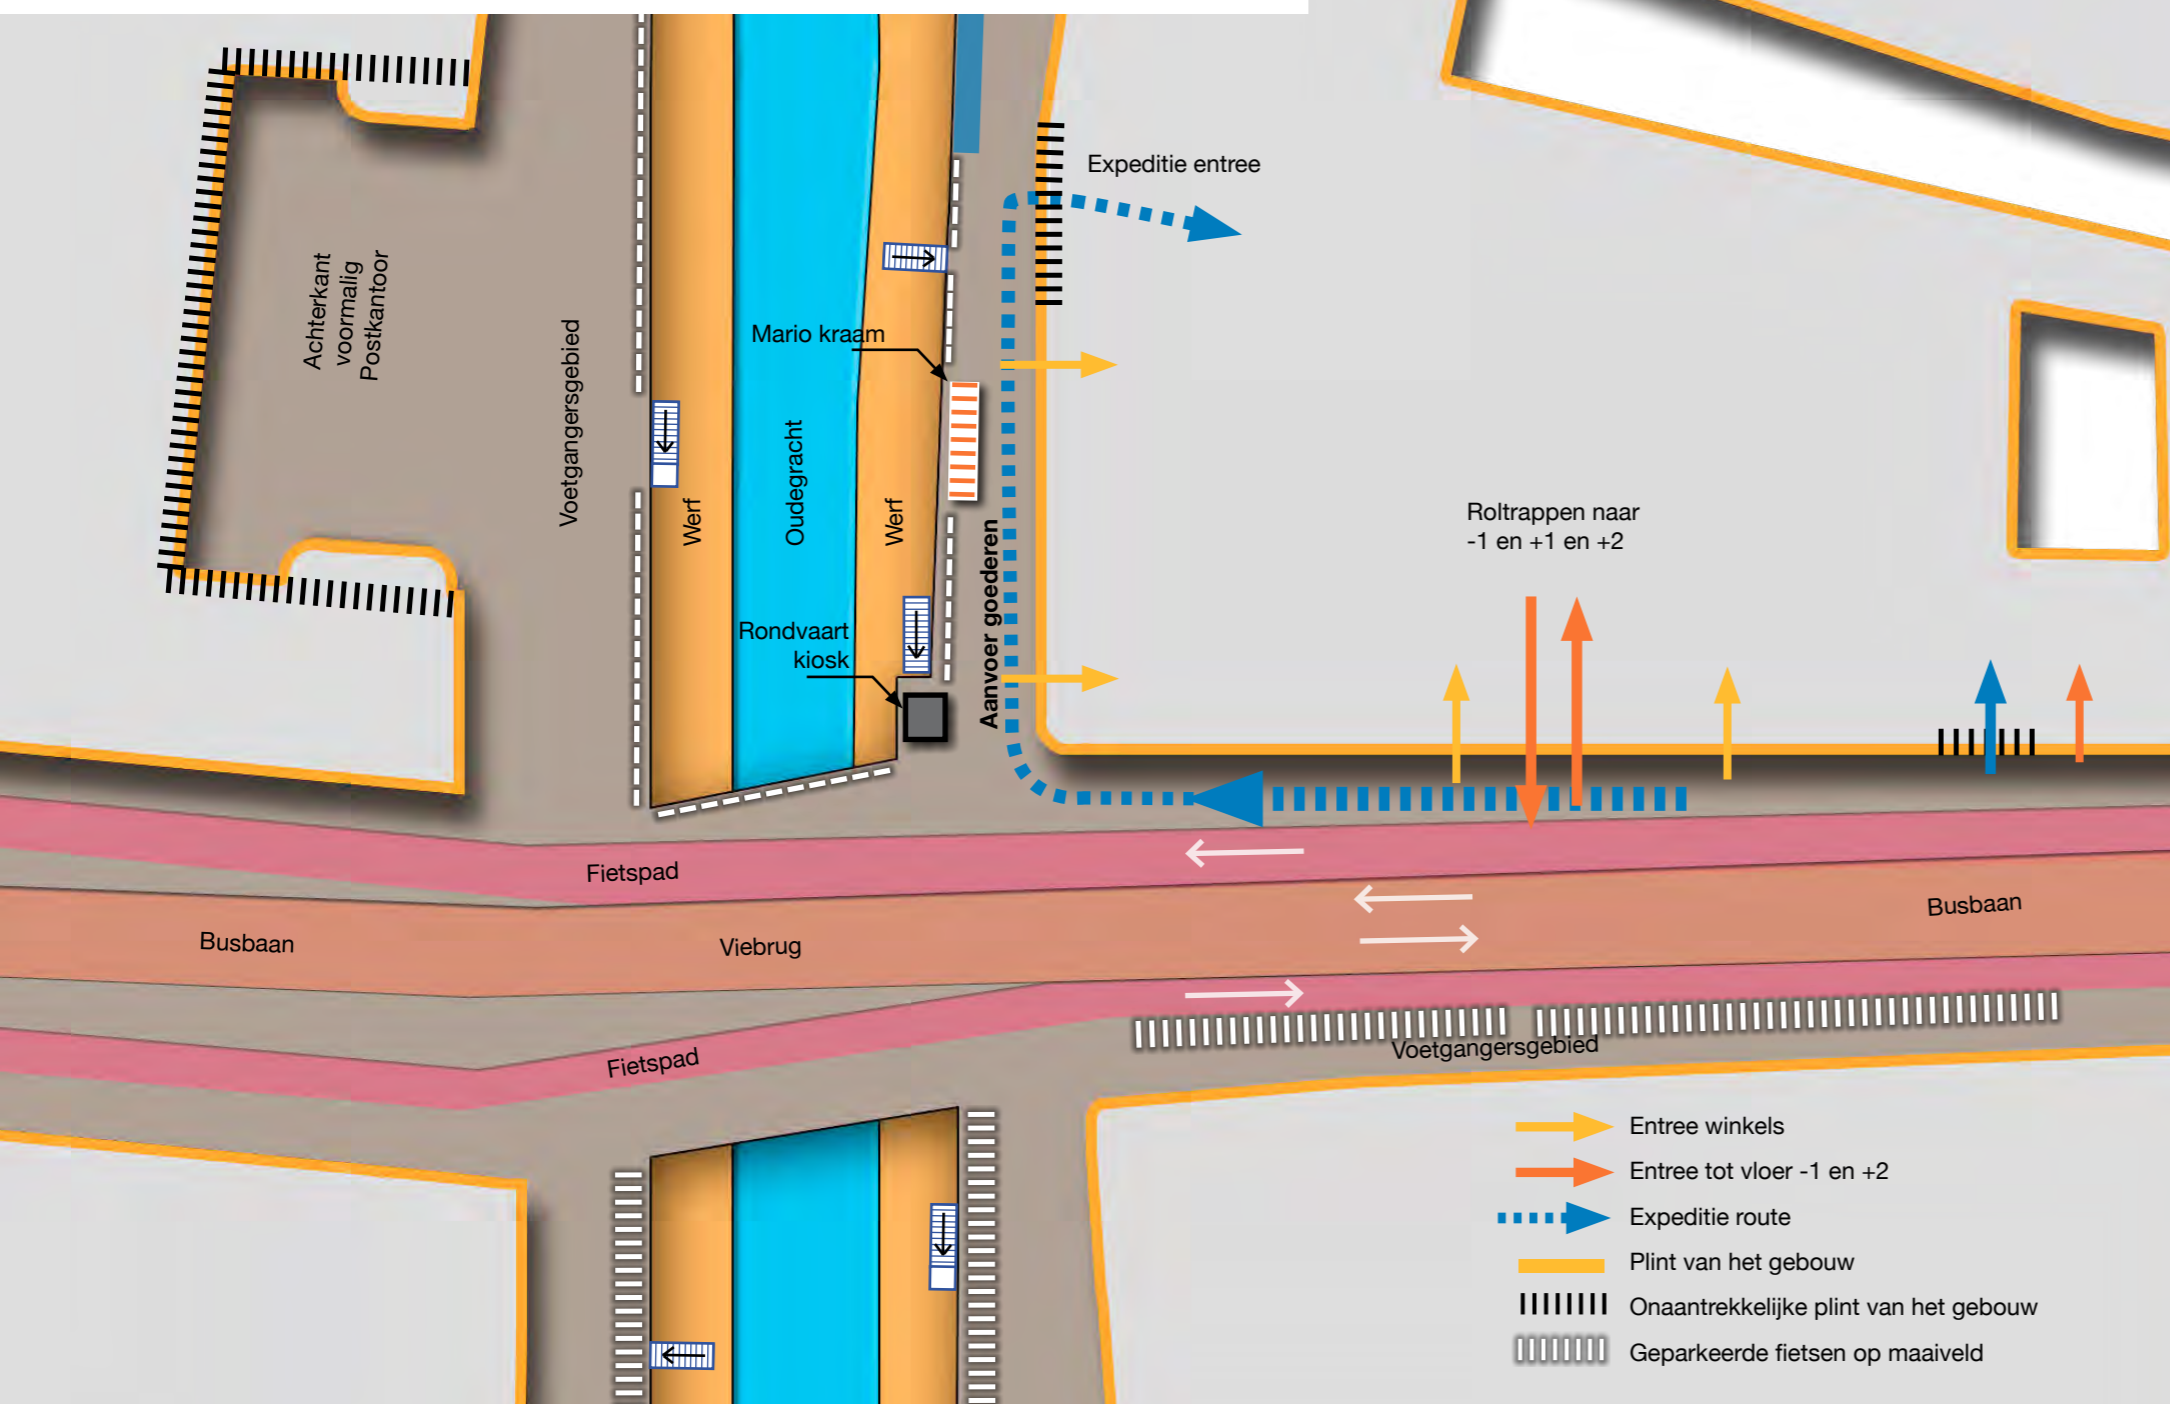 Expeditie entree
Achterkant
voormalig
Postkantoor
Voetgangersgebied
Mario kraam
Werf
Oudegracht
Werf
Aanvoer goederen
Roltrappen naar
-1 en +1 en +2
Rondvaart
kiosk
Fietspad
Busbaan
Viebrug
Busbaan
Fietspad
Voetgangersgebied
Entree winkels
Entree tot vloer -1 en +2
Expeditie route
Plint van het gebouw
Onaantrekkelijke plint van het gebouw
Geparkeerde fietsen op maaiveld